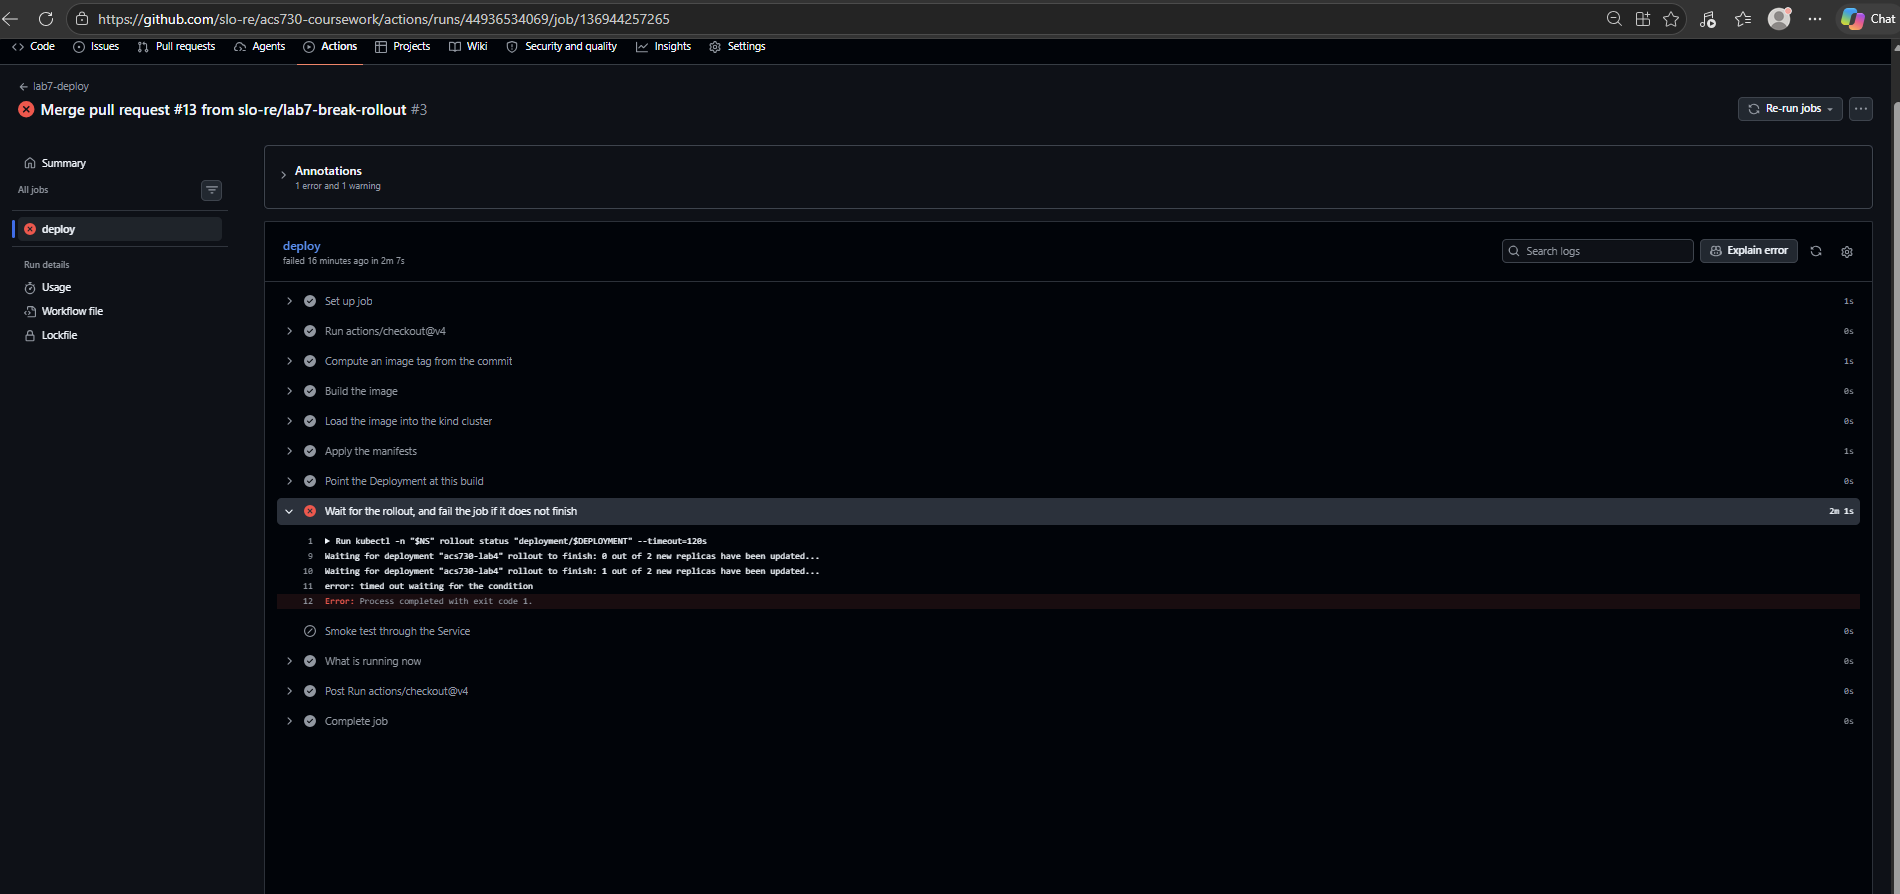 https://github.com/slo-re/acs730-coursework/actions/runs/44936534069/job/136944257265
Chat
Code Issues Pull requests Agents Actions Projects Wiki Security and quality Insights Settings
lab7-deploy
Merge pull request #13 from slo-re/lab7-break-rollout #3
Re-run jobs
Summary
All jobs
deploy
Run details
Usage
Workflow file
Lockfile
Annotations
1 error and 1 warning
deploy
failed 16 minutes ago in 2m 7s
Search logs
Explain error
Set up job 1s
Run actions/checkout@v4 0s
Compute an image tag from the commit 1s
Build the image 0s
Load the image into the kind cluster 0s
Apply the manifests 1s
Point the Deployment at this build 0s
Wait for the rollout, and fail the job if it does not finish 2m 1s
1 Run kubectl -n "$NS" rollout status "deployment/$DEPLOYMENT" --timeout=120s
9 Waiting for deployment "acs730-lab4" rollout to finish: 0 out of 2 new replicas have been updated...
10 Waiting for deployment "acs730-lab4" rollout to finish: 1 out of 2 new replicas have been updated...
11 error: timed out waiting for the condition
12 Error: Process completed with exit code 1.
Smoke test through the Service 0s
What is running now 0s
Post Run actions/checkout@v4 0s
Complete job 0s